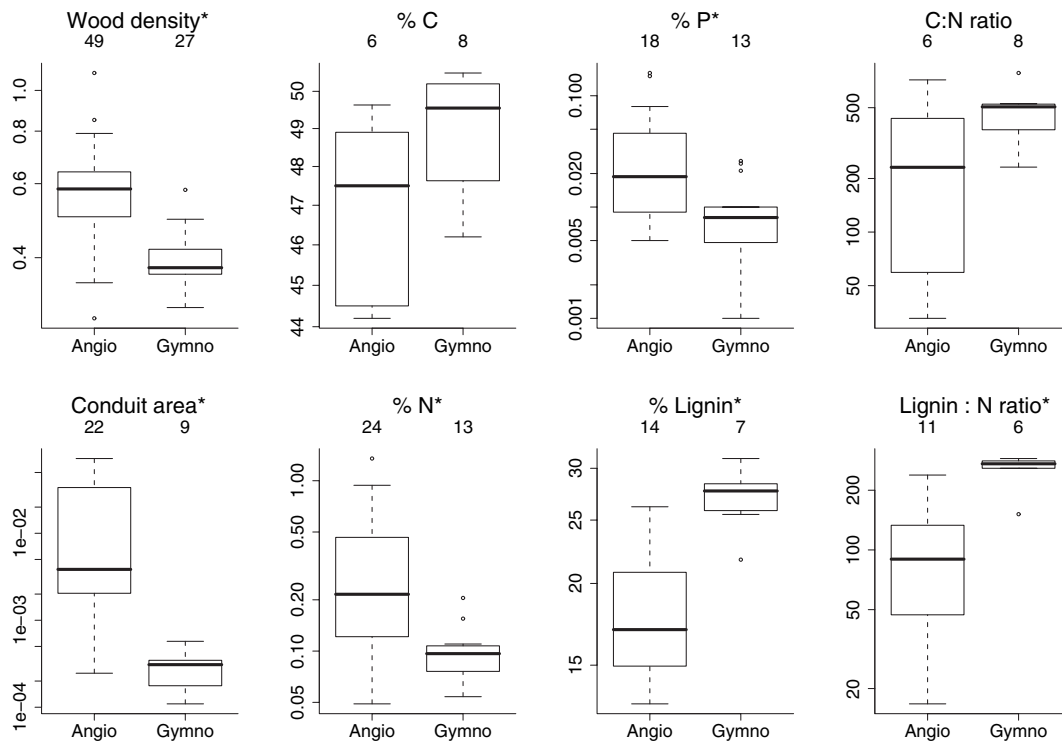 Wood density*
49 27
1.0
0.8
0.6
0.4
Angio Gymno
% C
6 8
50
49
48
47
46
45
44
Angio Gymno
% P*
18 13
0.100
0.020
0.005
0.001
Angio Gymno
C:N ratio
6 8
500
200
100
50
Angio Gymno
Conduit area*
22 9
1e−02
1e−03
1e−04
Angio Gymno
% N*
24 13
1.00
0.50
0.20
0.10
0.05
Angio Gymno
% Lignin*
14 7
30
25
20
15
Angio Gymno
Lignin : N ratio*
11 6
200
100
50
20
Angio Gymno